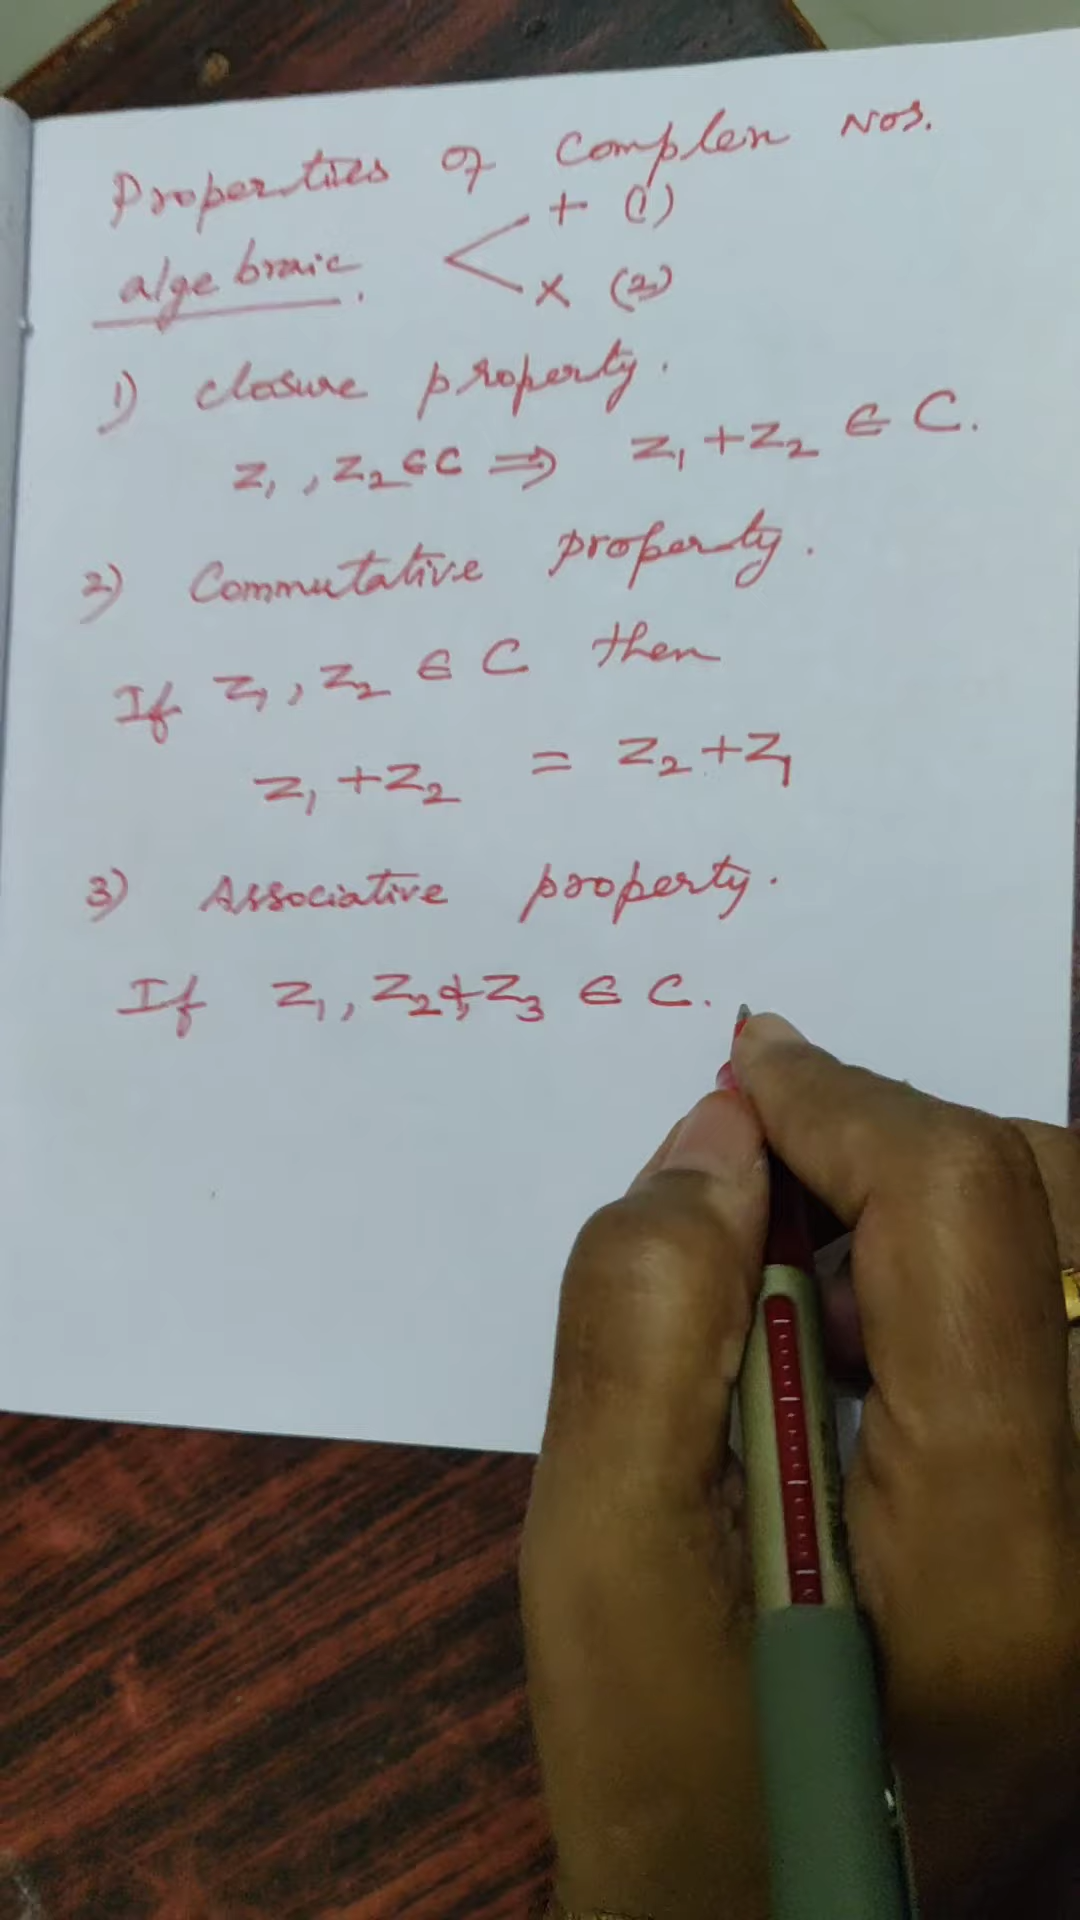 Properties of Complex Nos.
algebraic. + (1)
× (2)
1) closure property.
z₁, z₂ ∈ C ⇒ z₁ + z₂ ∈ C.
2) Commutative property.
If z₁, z₂ ∈ C then
z₁ + z₂ = z₂ + z₁
3) Associative property.
If z₁, z₂ & z₃ ∈ C.